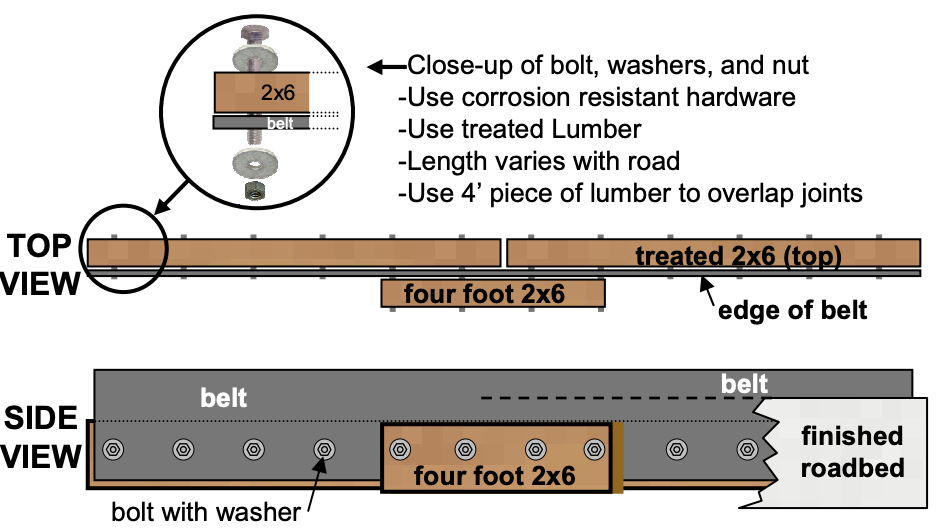 Close-up of bolt, washers, and nut
-Use corrosion resistant hardware
-Use treated Lumber
-Length varies with road
-Use 4’ piece of lumber to overlap joints
2x6
belt
TOP
VIEW
treated 2x6 (top)
four foot 2x6
edge of belt
SIDE
VIEW
belt
belt
finished
roadbed
four foot 2x6
bolt with washer